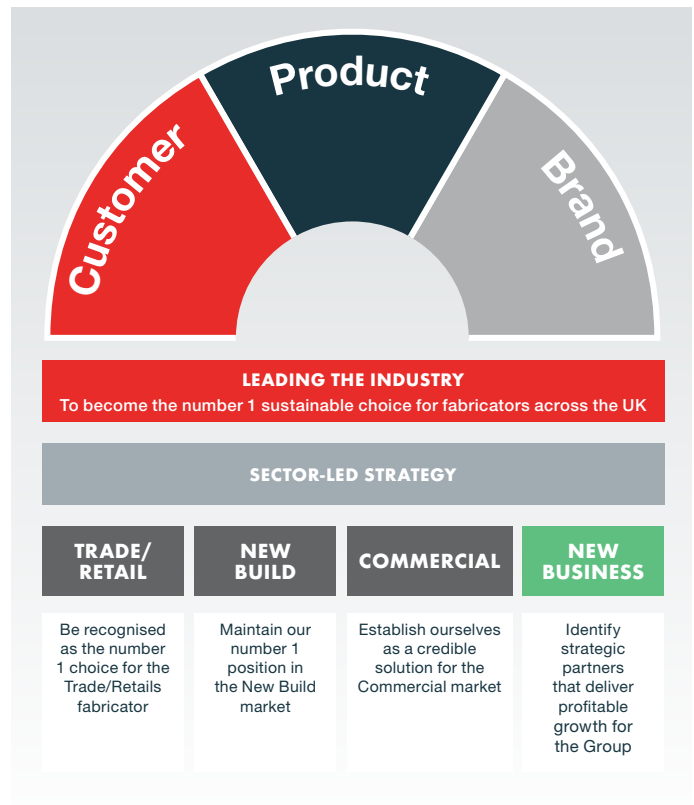 Customer
Product
Brand
LEADING THE INDUSTRY
To become the number 1 sustainable choice for fabricators across the UK
SECTOR-LED STRATEGY
TRADE/
RETAIL
Be recognised
as the number
1 choice for the
Trade/Retails
fabricator
NEW
BUILD
Maintain our
number 1
position in
the New Build
market
COMMERCIAL
Establish ourselves
as a credible
solution for the
Commercial market
NEW
BUSINESS
Identify
strategic
partners
that deliver
profitable
growth for
the Group